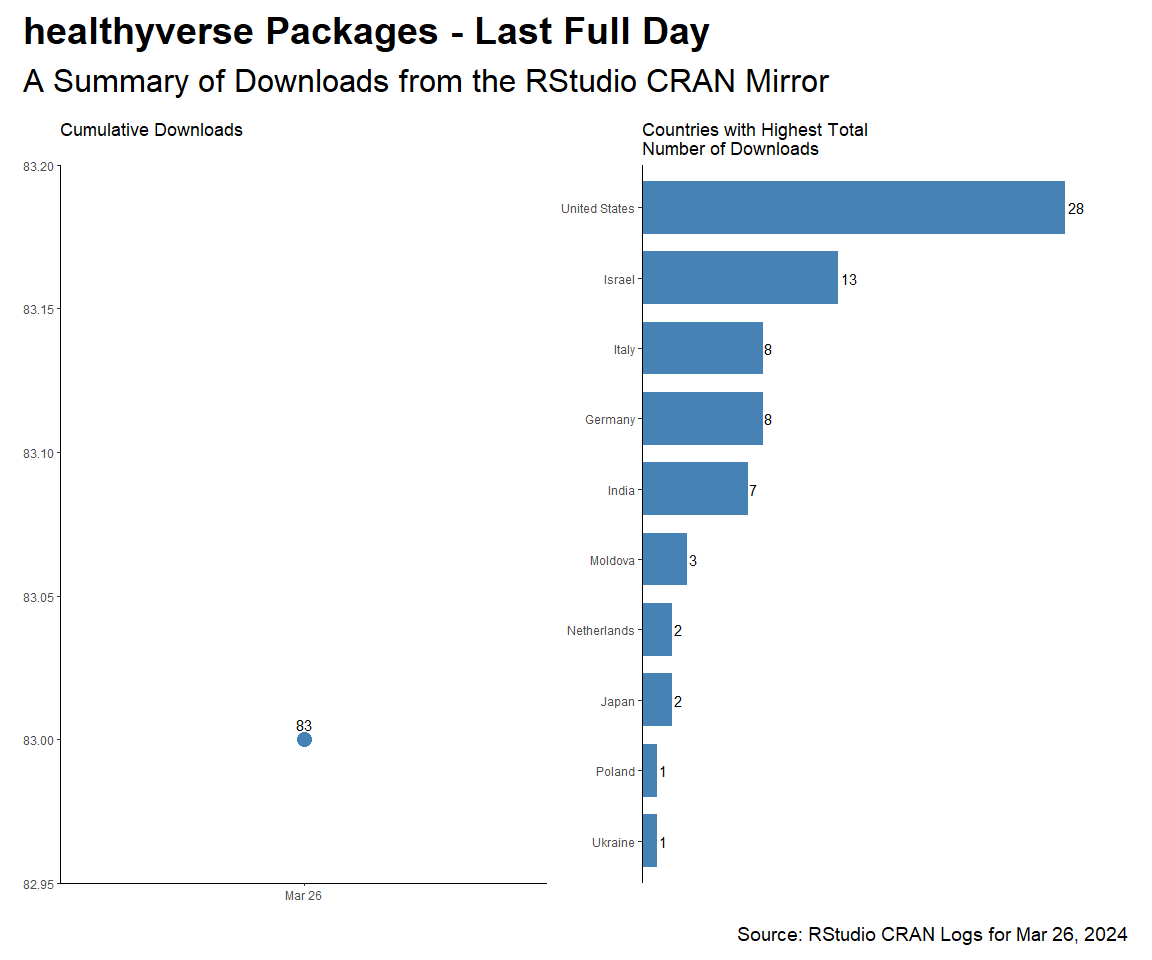 healthyverse Packages - Last Full Day
A Summary of Downloads from the RStudio CRAN Mirror
Cumulative Downloads
83.20
83.15
83.10
83.05
83.00
82.95
83
Mar 26
Countries with Highest Total
Number of Downloads
United States 28
Israel 13
Italy 8
Germany 8
India 7
Moldova 3
Netherlands 2
Japan 2
Poland 1
Ukraine 1
Source: RStudio CRAN Logs for Mar 26, 2024